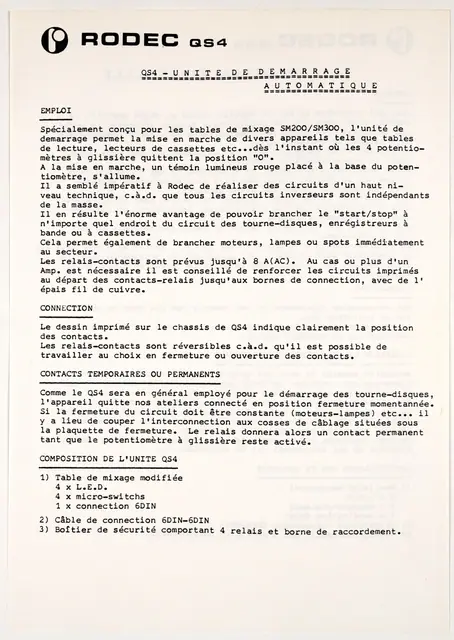 RODEC QS4
QS4 - UNITE DE DEMARRAGE
AUTOMATIQUE
EMPLOI
Spécialement conçu pour les tables de mixage SM200/SM300, l'unité de
demarrage permet la mise en marche de divers appareils tels que tables
de lecture, lecteurs de cassettes etc...dès l'instant où les 4 potentio-
mètres à glissière quittent la position "0".
A la mise en marche, un témoin lumineux rouge placé à la base du poten-
tiomètre, s'allume.
Il a semblé impératif à Rodec de réaliser des circuits d'un haut ni-
veau technique, c.à.d. que tous les circuits inverseurs sont indépendants
de la masse.
Il en résulte l'énorme avantage de pouvoir brancher le "start/stop" à
n'importe quel endroit du circuit des tourne-disques, enrégistreurs à
bande ou à cassettes.
Cela permet également de brancher moteurs, lampes ou spots immédiatement
au secteur.
Les relais-contacts sont prévus jusqu'à 8 A(AC). Au cas ou plus d'un
Amp. est nécessaire il est conseillé de renforcer les circuits imprimés
au départ des contacts-relais jusqu'aux bornes de connection, avec de l'
épais fil de cuivre.
CONNECTION
Le dessin imprimé sur le chassis de QS4 indique clairement la position
des contacts.
Les relais-contacts sont réversibles c.à.d. qu'il est possible de
travailler au choix en fermeture ou ouverture des contacts.
CONTACTS TEMPORAIRES OU PERMANENTS
Comme le QS4 sera en général employé pour le démarrage des tourne-disques,
l'appareil quitte nos ateliers connecté en position fermeture momentannée.
Si la fermeture du circuit doit être constante (moteurs-lampes) etc... il
y a lieu de couper l'interconnection aux cosses de câblage situées sous
la plaquette de fermeture. Le relais donnera alors un contact permanent
tant que le potentiomètre à glissière reste activé.
COMPOSITION DE L'UNITE QS4
1) Table de mixage modifiée
4 x L.E.D.
4 x micro-switchs
1 x connection 6DIN
2) Câble de connection 6DIN-6DIN
3) Boîtier de sécurité comportant 4 relais et borne de raccordement.